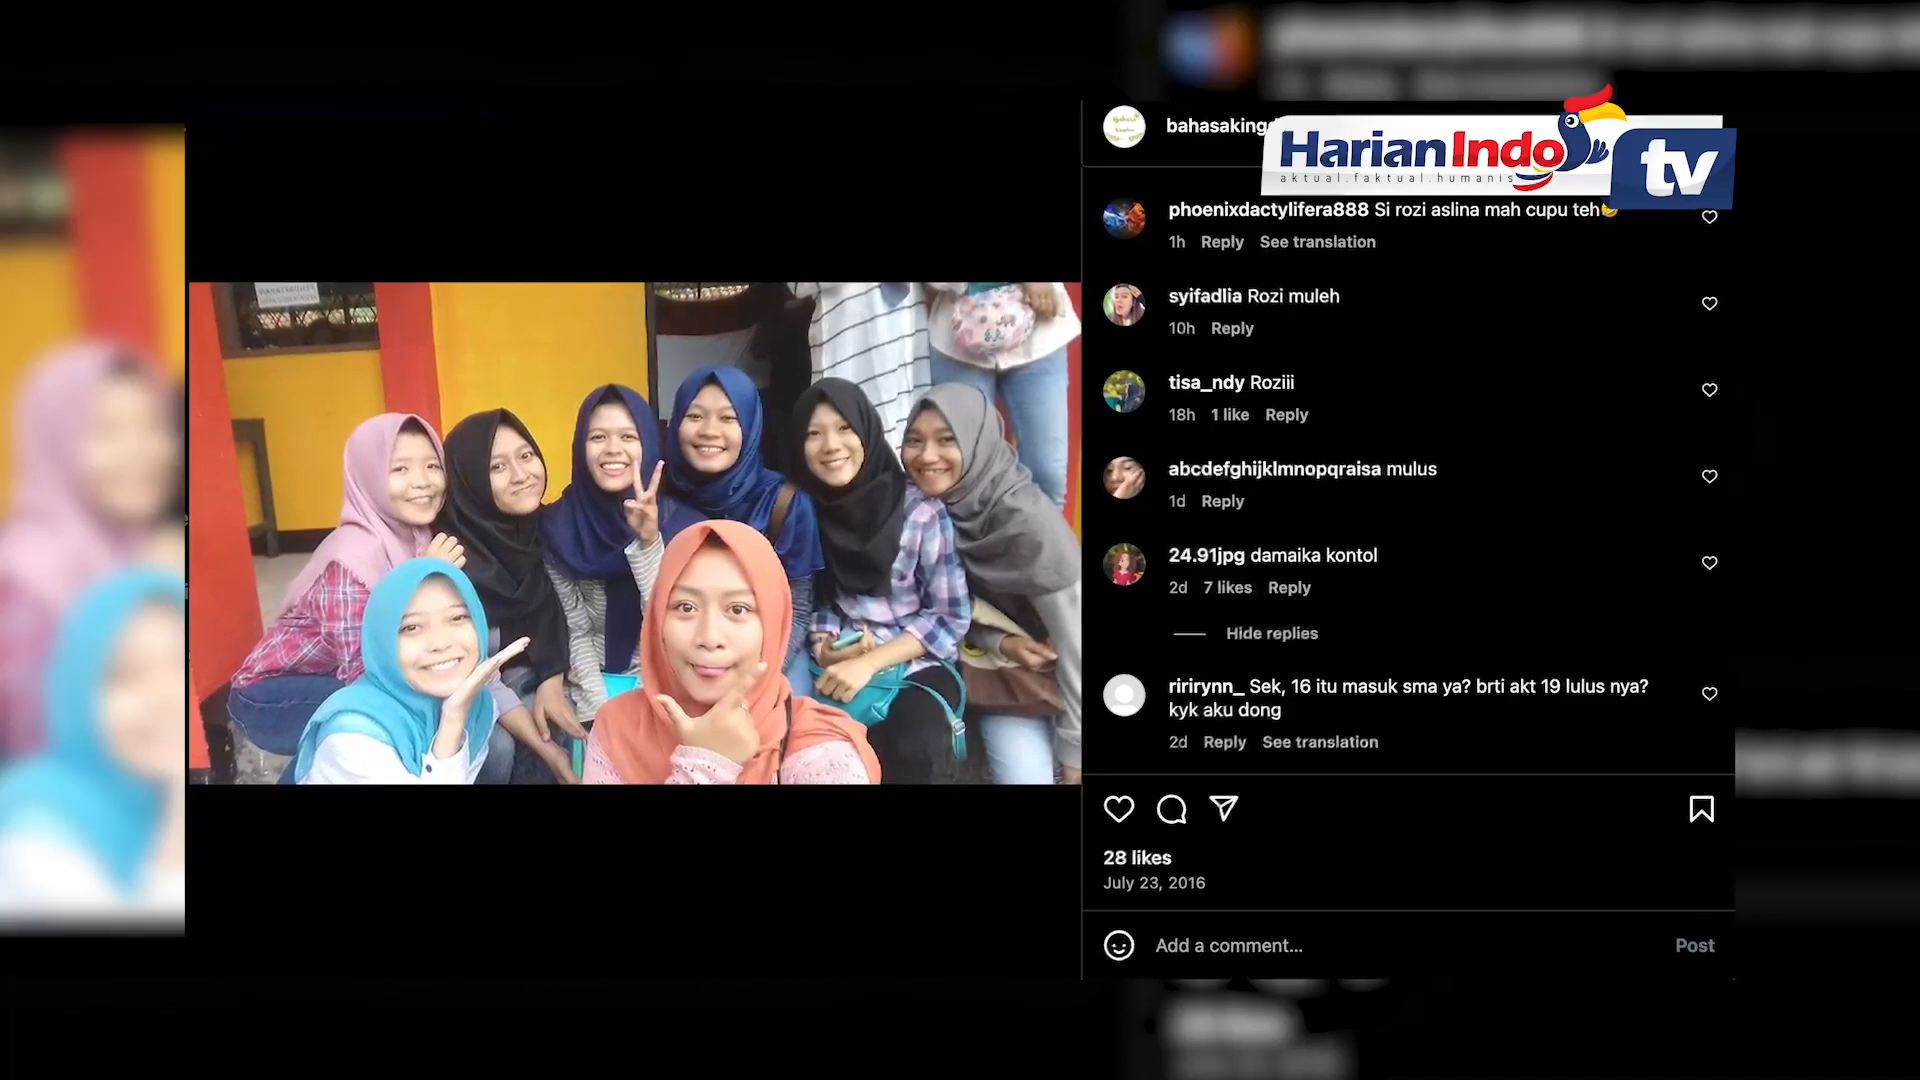 bahasaking
HarianIndo tv
aktual.faktual.humanis
phoenixdactylifera888 Si rozi aslina mah cupu teh
1h Reply See translation
syifadlia Rozi muleh
10h Reply
tisa_ndy Roziii
18h 1 like Reply
abcdefghijklmnopqraisa mulus
1d Reply
24.91jpg damaika kontol
2d 7 likes Reply
Hide replies
ririrynn_ Sek, 16 itu masuk sma ya? brti akt 19 lulus nya?
kyk aku dong
2d Reply See translation
28 likes
July 23, 2016
Add a comment...
Post